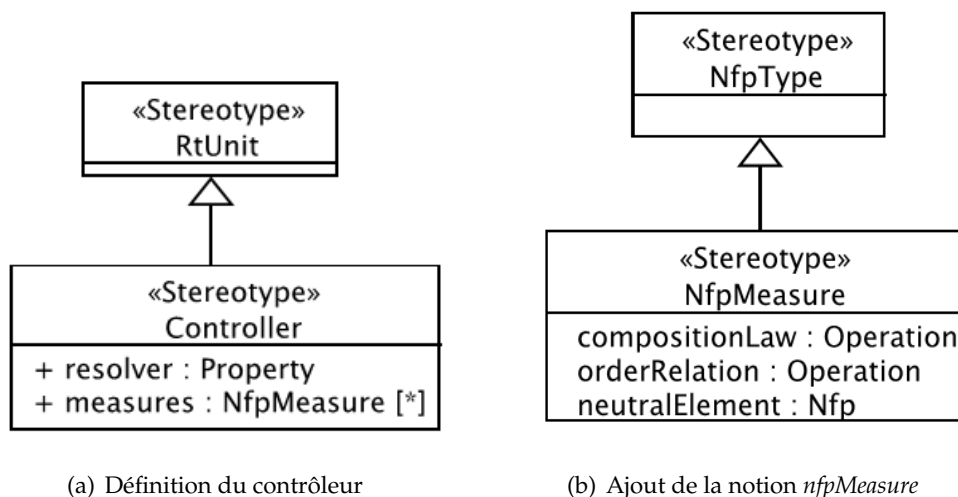 «Stereotype»
RtUnit
«Stereotype»
Controller
+ resolver : Property
+ measures : NfpMeasure [*]
(a) Définition du contrôleur
«Stereotype»
NfpType
«Stereotype»
NfpMeasure
compositionLaw : Operation
orderRelation : Operation
neutralElement : Nfp
(b) Ajout de la notion nfpMeasure